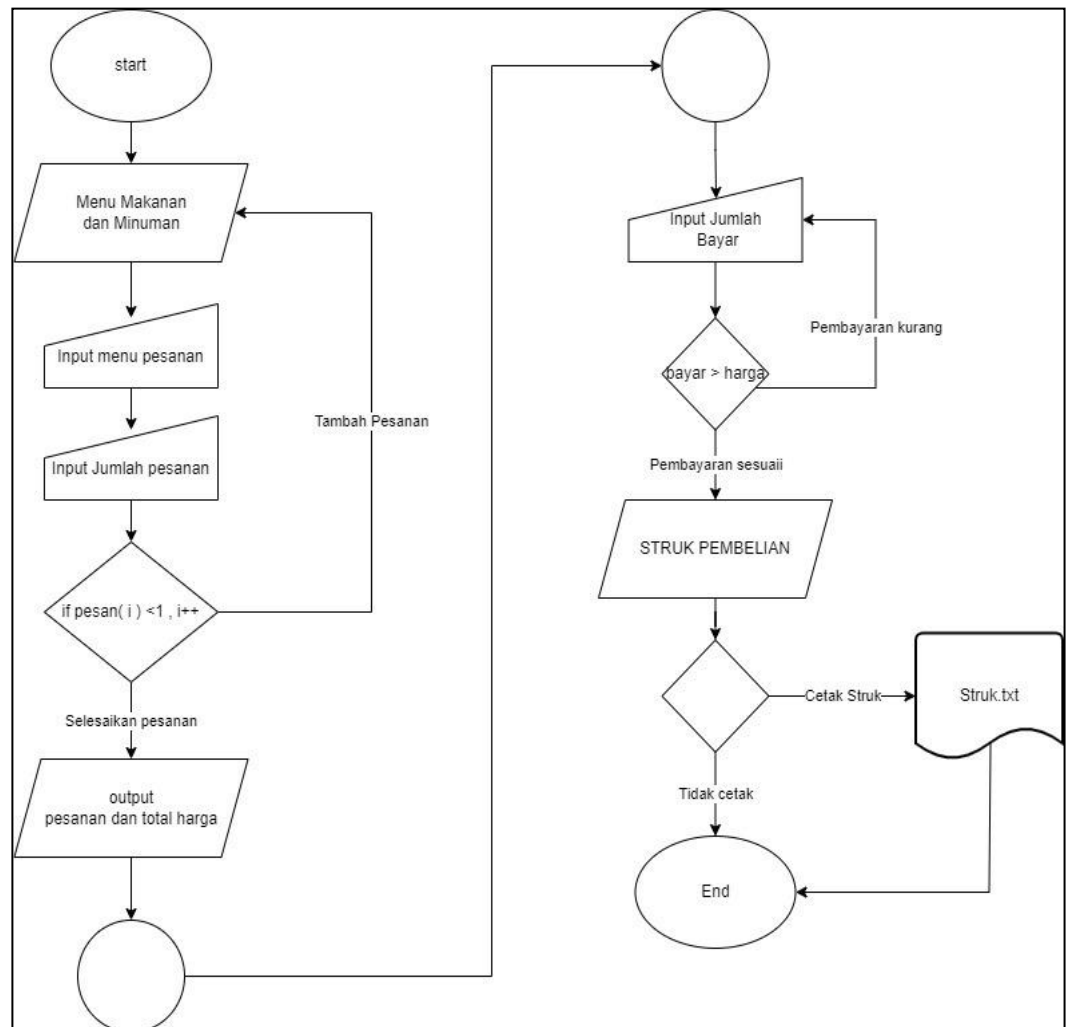 start
Menu Makanan
dan Minuman
Input menu pesanan
Input Jumlah pesanan
Tambah Pesanan
if pesan( i ) <1 , i++
Selesaikan pesanan
output
pesanan dan total harga
Input Jumlah
Bayar
Pembayaran kurang
bayar > harga
Pembayaran sesuaii
STRUK PEMBELIAN
Cetak Struk
Struk.txt
Tidak cetak
End